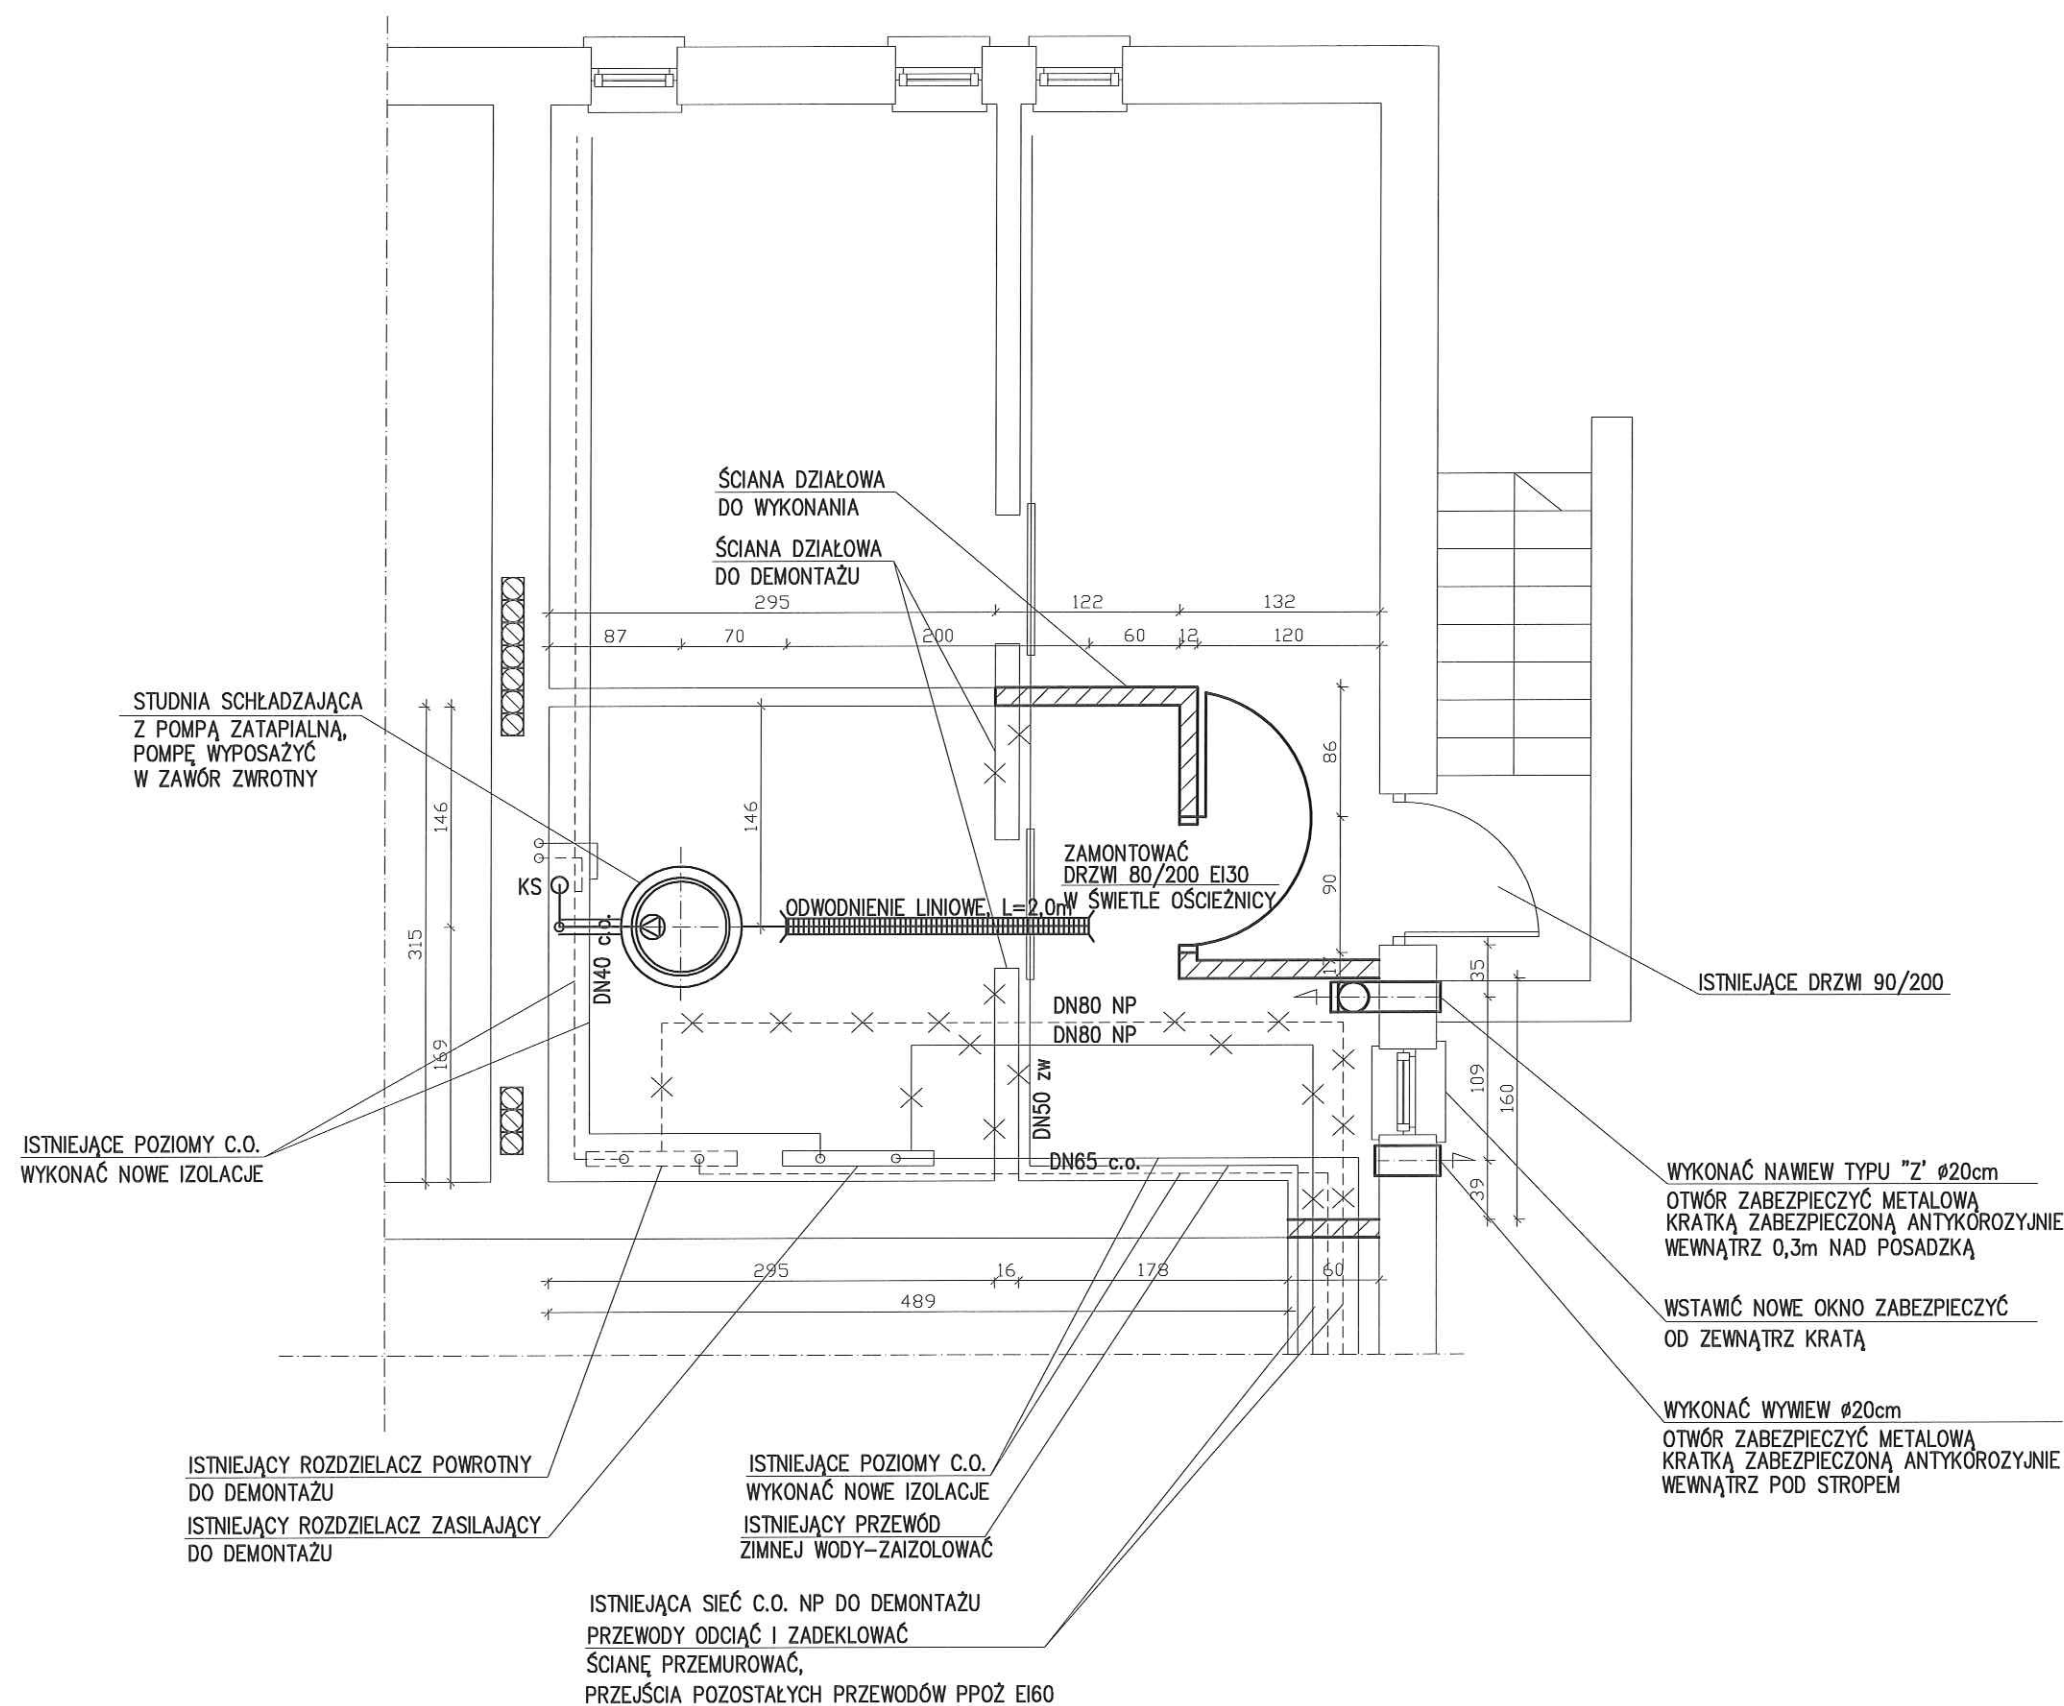 ŚCIANA DZIAŁOWA
DO WYKONANIA
ŚCIANA DZIAŁOWA
DO DEMONTAŻU
295
122
132
87
70
200
60
12
120
STUDNIA SCHŁADZAJĄCA
Z POMPĄ ZATAPIALNĄ,
POMPĘ WYPOSAŻYĆ
W ZAWÓR ZWROTNY
146
146
86
315
169
KS
DN40 c.o.
ODWODNIENIE LINIOWE, L=2,0m
ZAMONTOWAĆ
DRZWI 80/200 EI30
W ŚWIETLE OŚCIEŻNICY
90
17
35
ISTNIEJĄCE DRZWI 90/200
DN80 NP
DN80 NP
DN50 zw
DN65 c.o.
109
160
39
ISTNIEJĄCE POZIOMY C.O.
WYKONAĆ NOWE IZOLACJE
WYKONAĆ NAWIEW TYPU "Z' ø20cm
OTWÓR ZABEZPIECZYĆ METALOWĄ
KRATKĄ ZABEZPIECZONĄ ANTYKOROZYJNIE
WEWNĄTRZ 0,3m NAD POSADZKĄ
295
16
178
60
489
WSTAWIĆ NOWE OKNO ZABEZPIECZYĆ
OD ZEWNĄTRZ KRATĄ
WYKONAĆ WYWIEW ø20cm
OTWÓR ZABEZPIECZYĆ METALOWĄ
KRATKĄ ZABEZPIECZONĄ ANTYKOROZYJNIE
WEWNĄTRZ POD STROPEM
ISTNIEJĄCY ROZDZIELACZ POWROTNY
DO DEMONTAŻU
ISTNIEJĄCY ROZDZIELACZ ZASILAJĄCY
DO DEMONTAŻU
ISTNIEJĄCE POZIOMY C.O.
WYKONAĆ NOWE IZOLACJE
ISTNIEJĄCY PRZEWÓD
ZIMNEJ WODY-ZAIZOLOWAĆ
ISTNIEJĄCA SIEĆ C.O. NP DO DEMONTAŻU
PRZEWODY ODCIĄĆ I ZADEKLOWAĆ
ŚCIANĘ PRZEMUROWAĆ,
PRZEJŚCIA POZOSTAŁYCH PRZEWODÓW PPOŻ EI60